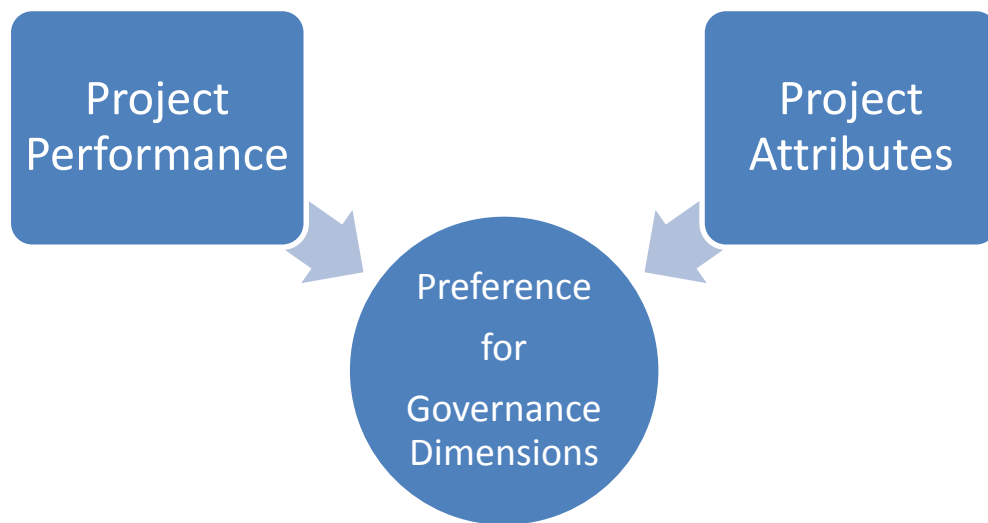 Project
Performance
Project
Attributes
Preference
for
Governance
Dimensions